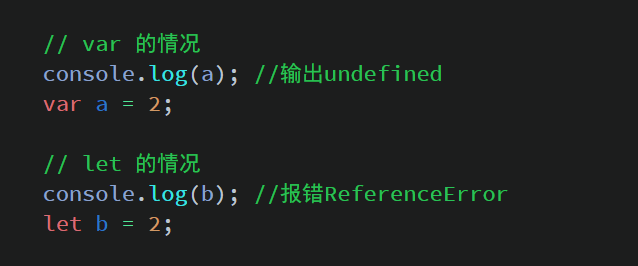 // var 的情况
console.log(a); //输出undefined
var a = 2;
// let 的情况
console.log(b); //报错ReferenceError
let b = 2;